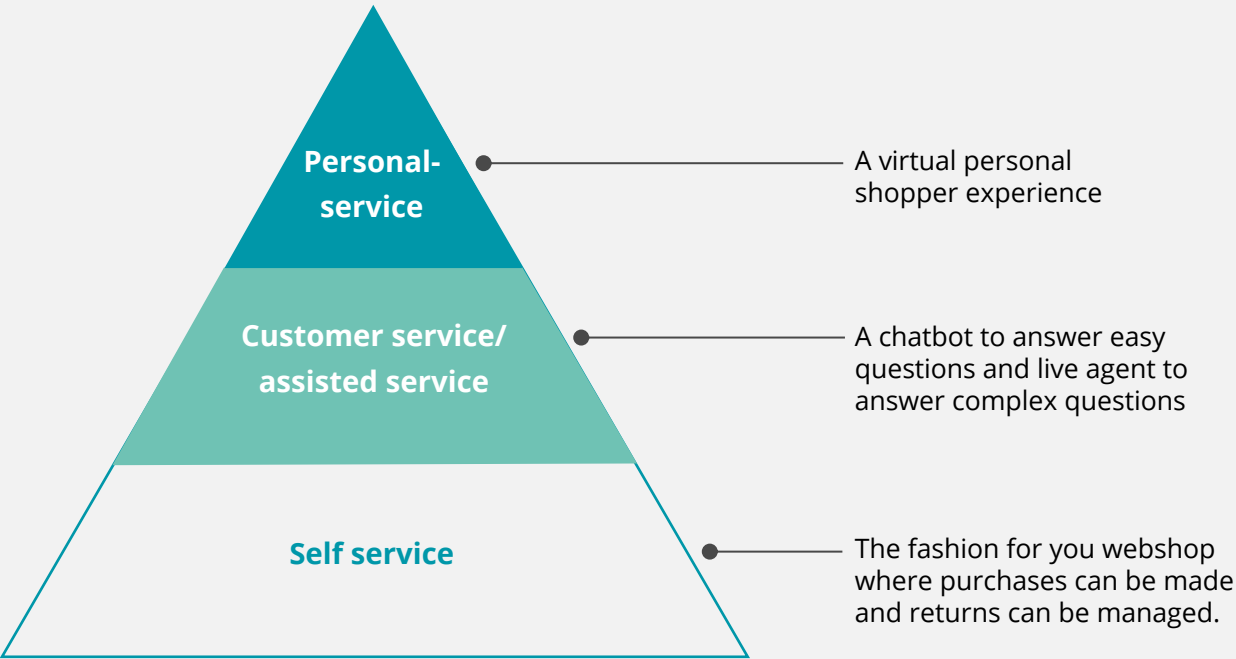 Personal-
service
A virtual personal
shopper experience
Customer service/
assisted service
A chatbot to answer easy
questions and live agent to
answer complex questions
Self service
The fashion for you webshop
where purchases can be made
and returns can be managed.